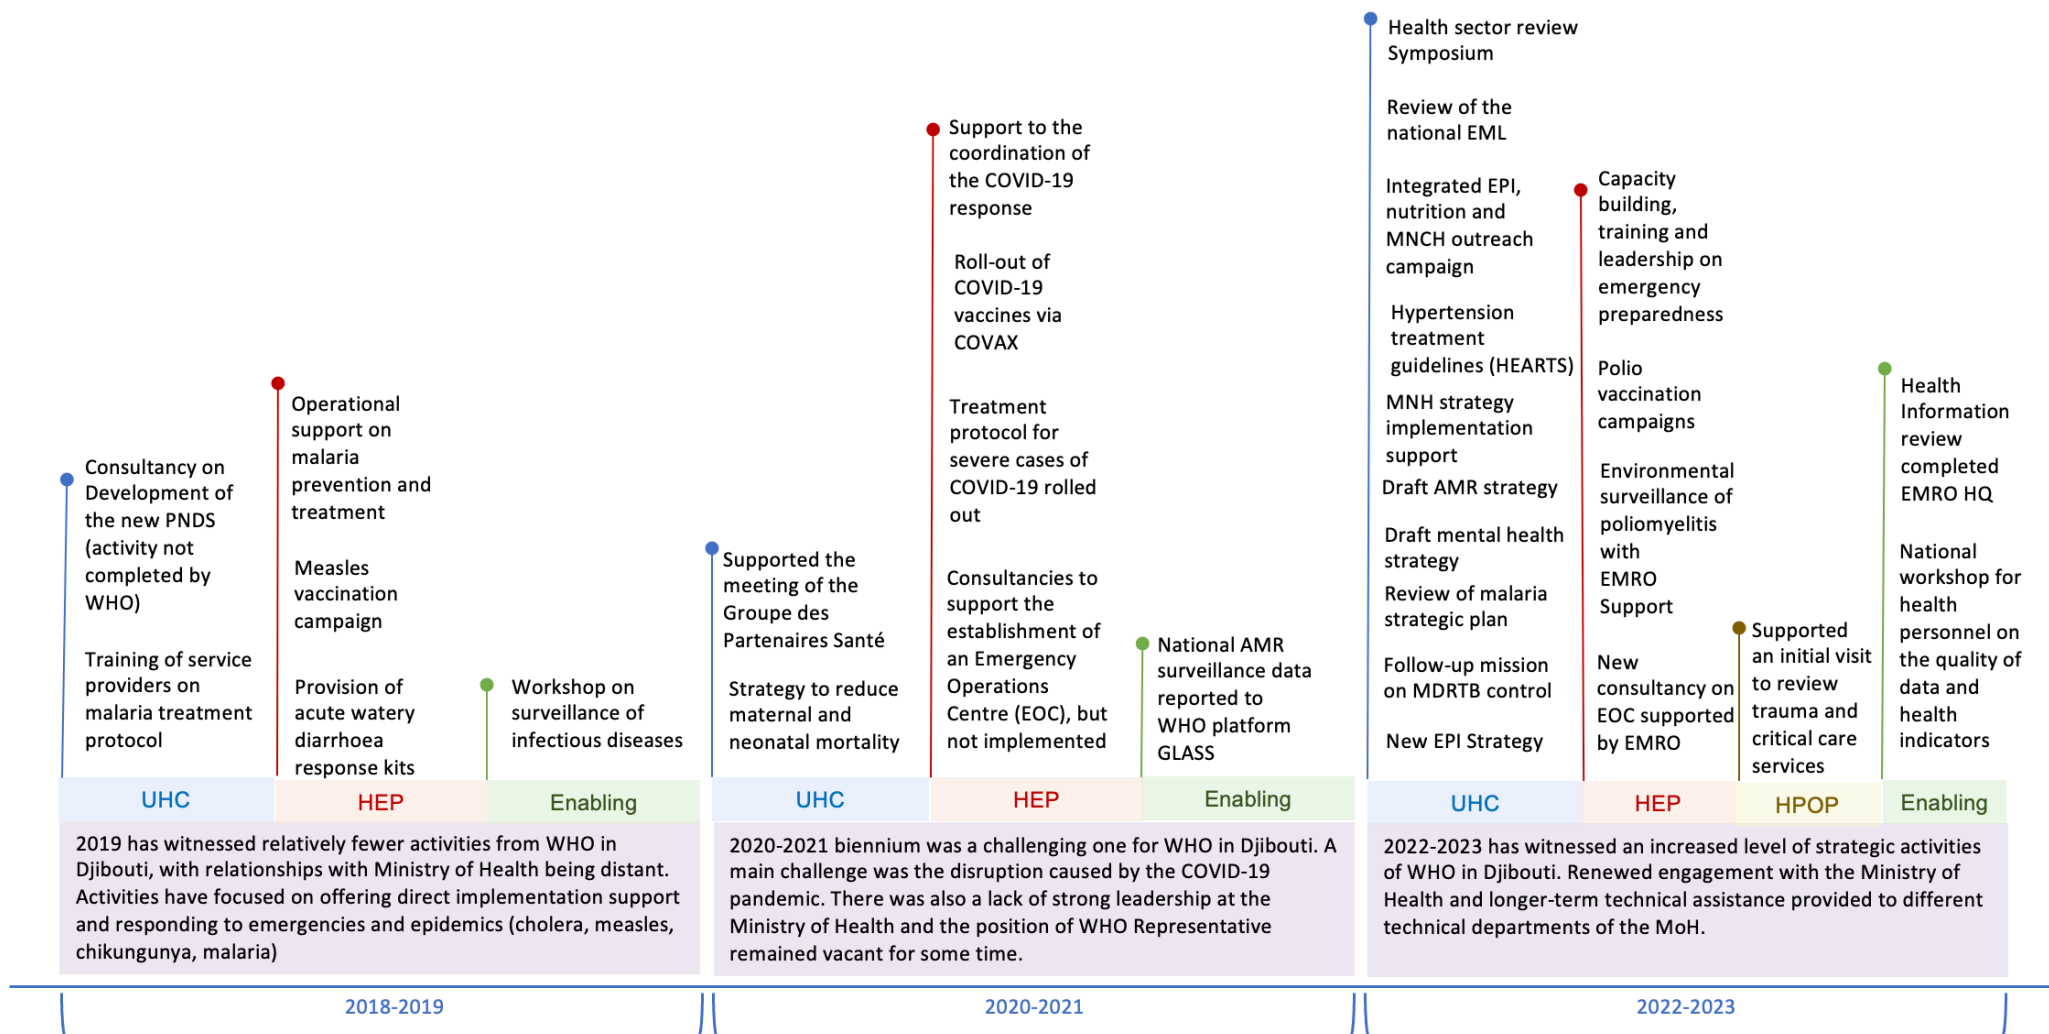 Consultancy on
Development of
the new PNDS
(activity not
completed by
WHO)
Training of service
providers on
malaria treatment
protocol
Operational
support on
malaria
prevention and
treatment
Measles
vaccination
campaign
Provision of
acute watery
diarrhoea
response kits
Workshop on
surveillance of
infectious diseases
UHC
HEP
Enabling
2019 has witnessed relatively fewer activities from WHO in
Djibouti, with relationships with Ministry of Health being distant.
Activities have focused on offering direct implementation support
and responding to emergencies and epidemics (cholera, measles,
chikungunya, malaria)
2018-2019
Supported the
meeting of the
Groupe des
Partenaires Santé
Strategy to reduce
maternal and
neonatal mortality
Support to the
coordination of
the COVID-19
response
Roll-out of
COVID-19
vaccines via
COVAX
Treatment
protocol for
severe cases of
COVID-19 rolled
out
Consultancies to
support the
establishment of
an Emergency
Operations
Centre (EOC), but
not implemented
National AMR
surveillance data
reported to
WHO platform
GLASS
UHC
HEP
Enabling
2020-2021 biennium was a challenging one for WHO in Djibouti. A
main challenge was the disruption caused by the COVID-19
pandemic. There was also a lack of strong leadership at the
Ministry of Health and the position of WHO Representative
remained vacant for some time.
2020-2021
Health sector review
Symposium
Review of the
national EML
Integrated EPI,
nutrition and
MNCH outreach
campaign
Hypertension
treatment
guidelines (HEARTS)
MNH strategy
implementation
support
Draft AMR strategy
Draft mental health
strategy
Review of malaria
strategic plan
Follow-up mission
on MDRTB control
New EPI Strategy
Capacity
building,
training and
leadership on
emergency
preparedness
Polio
vaccination
campaigns
Environmental
surveillance of
poliomyelitis
with
EMRO
Support
New
consultancy on
EOC supported
by EMRO
Supported
an initial visit
to review
trauma and
critical care
services
Health
Information
review
completed
EMRO HQ
National
workshop for
health
personnel on
the quality of
data and
health
indicators
UHC
HEP
HPOP
Enabling
2022-2023 has witnessed an increased level of strategic activities
of WHO in Djibouti. Renewed engagement with the Ministry of
Health and longer-term technical assistance provided to different
technical departments of the MoH.
2022-2023